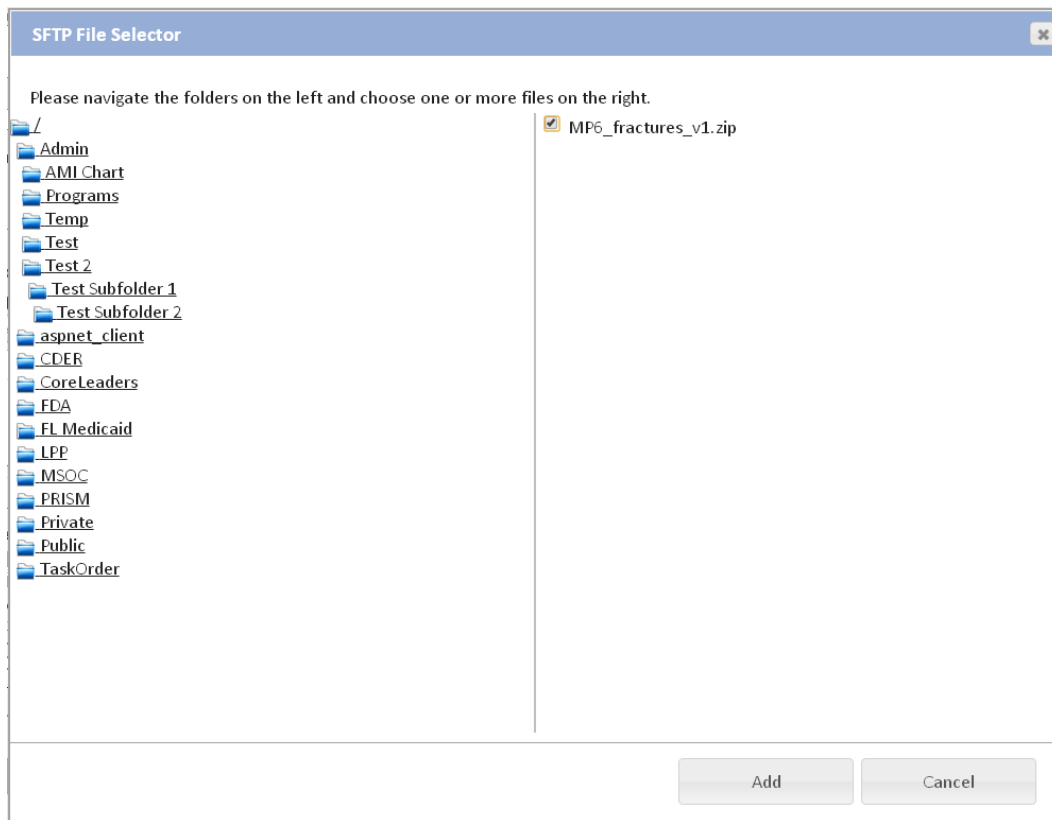 SFTP File Selector
Please navigate the folders on the left and choose one or more files on the right.
/
Admin
AMI Chart
Programs
Temp
Test
Test 2
Test Subfolder 1
Test Subfolder 2
aspnet_client
CDER
CoreLeaders
FDA
FL Medicaid
LPP
MSOC
PRISM
Private
Public
TaskOrder
MP6_fractures_v1.zip
Add
Cancel